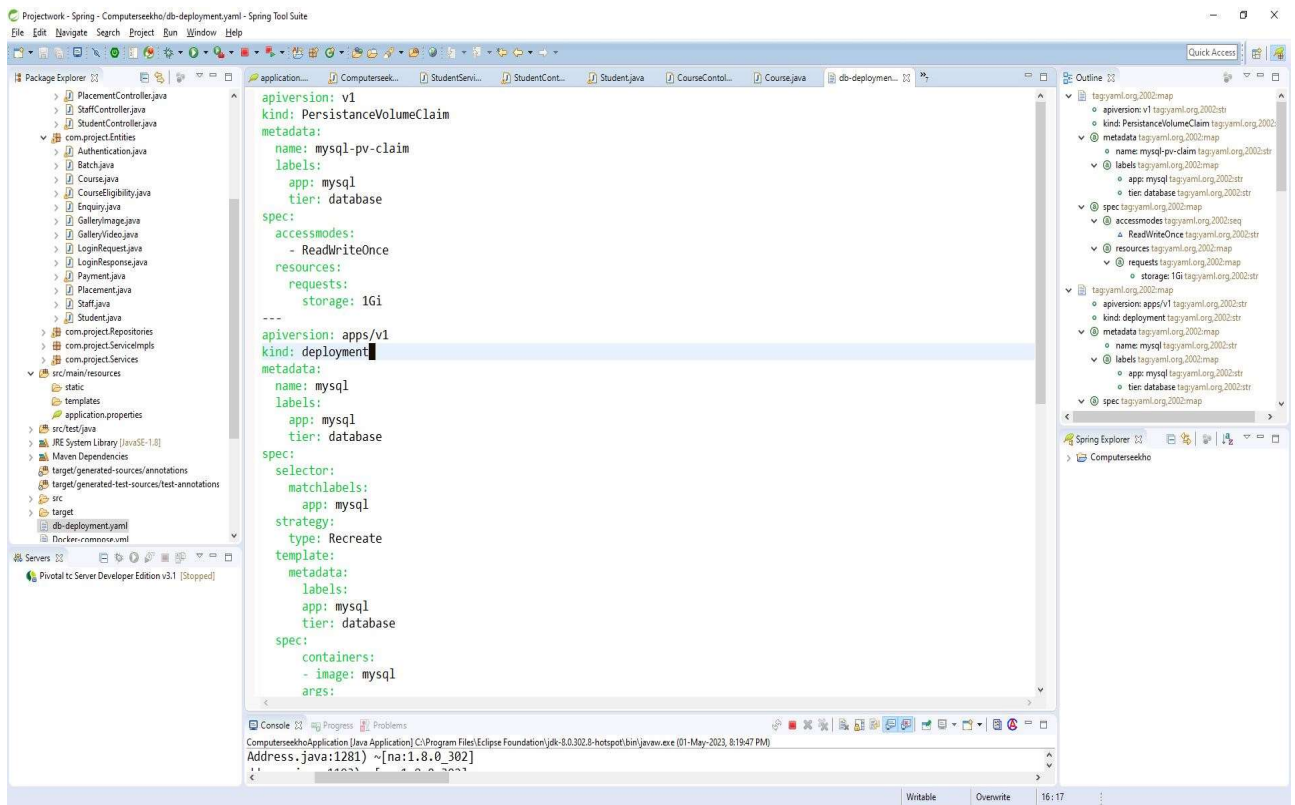 Projectwork - Spring - Computerseekho/db-deployment.yaml - Spring Tool Suite
File Edit Navigate Search Project Run Window Help
Quick Access
Package Explorer
PlacementController.java
StaffController.java
StudentController.java
com.project.Entities
Authentication.java
Batch.java
Course.java
CourseEligibility.java
Enquiry.java
GalleryImage.java
GalleryVideo.java
LoginRequest.java
LoginResponse.java
Payment.java
Placement.java
Staff.java
Student.java
com.project.Repositories
com.project.ServiceImpls
com.project.Services
src/main/resources
static
templates
application.properties
src/test/java
JRE System Library [JavaSE-1.8]
Maven Dependencies
target/generated-sources/annotations
target/generated-test-sources/test-annotations
src
target
db-deployment.yaml
Docker-compose.yml
Servers
Pivotal tc Server Developer Edition v3.1 [Stopped]
application.... Computerseek... StudentServi... StudentCont... Student.java CourseContol... Course.java db-deploymen... »7
apiversion: v1
kind: PersistanceVolumeClaim
metadata:
  name: mysql-pv-claim
  labels:
    app: mysql
    tier: database
spec:
  accessmodes:
    - ReadWriteOnce
  resources:
    requests:
      storage: 1Gi
---
apiversion: apps/v1
kind: deployment
metadata:
  name: mysql
  labels:
    app: mysql
    tier: database
spec:
  selector:
    matchlabels:
      app: mysql
  strategy:
    type: Recreate
  template:
    metadata:
      labels:
      app: mysql
      tier: database
  spec:
      containers:
      - image: mysql
      args:
Console Progress Problems
ComputerseekhoApplication [Java Application] C:\Program Files\Eclipse Foundation\jdk-8.0.302.8-hotspot\bin\javaw.exe (01-May-2023, 8:19:47 PM)
Address.java:1281) ~[na:1.8.0_302]
Outline
tag:yaml.org,2002:map
apiversion: v1 tag:yaml.org,2002:str
kind: PersistanceVolumeClaim tag:yaml.org,2002:
metadata tag:yaml.org,2002:map
name: mysql-pv-claim tag:yaml.org,2002:str
labels tag:yaml.org,2002:map
app: mysql tag:yaml.org,2002:str
tier: database tag:yaml.org,2002:str
spec tag:yaml.org,2002:map
accessmodes tag:yaml.org,2002:seq
ReadWriteOnce tag:yaml.org,2002:str
resources tag:yaml.org,2002:map
requests tag:yaml.org,2002:map
storage: 1Gi tag:yaml.org,2002:str
tag:yaml.org,2002:map
apiversion: apps/v1 tag:yaml.org,2002:str
kind: deployment tag:yaml.org,2002:str
metadata tag:yaml.org,2002:map
name: mysql tag:yaml.org,2002:str
labels tag:yaml.org,2002:map
app: mysql tag:yaml.org,2002:str
tier: database tag:yaml.org,2002:str
spec tag:yaml.org,2002:map
Spring Explorer
Computerseekho
Writable Overwrite 16 : 17